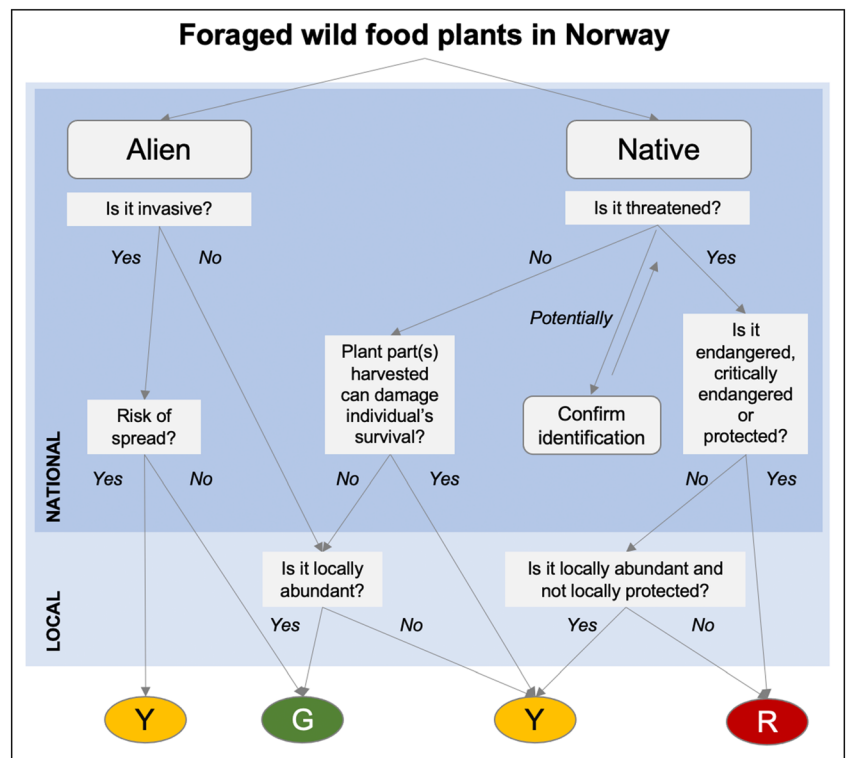 Foraged wild food plants in Norway
Alien
Native
Is it invasive?
Is it threatened?
Yes
No
No
Yes
Potentially
Plant part(s)
harvested
can damage
individual's
survival?
Is it
endangered,
critically
endangered
or
protected?
Risk of
spread?
Confirm
identification
Yes
No
No
Yes
No
Yes
NATIONAL
Is it locally
abundant?
Is it locally abundant and
not locally protected?
Yes
No
Yes
No
LOCAL
Y
G
Y
R